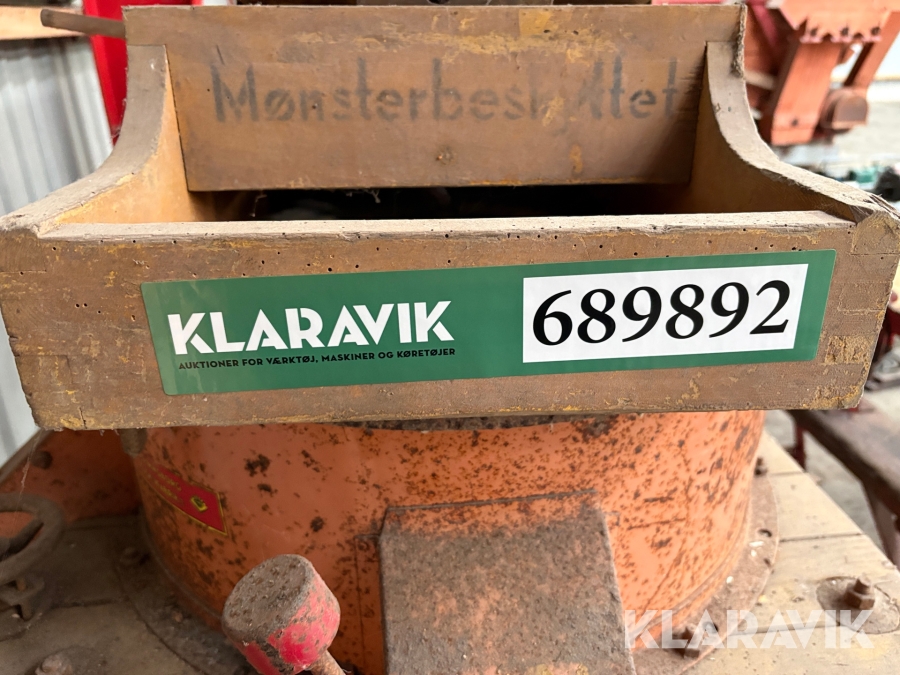 Mønsterbeskyttet
KLARAVIK
AUKTIONER FOR VÆRKTØJ, MASKINER OG KØRETØJER
689892
KLARAVIK